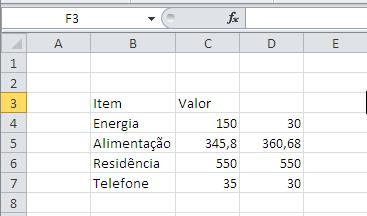 F3 fx
A B C D E
1
2
3 Item Valor
4 Energia 150 30
5 Alimentação 345,8 360,68
6 Residência 550 550
7 Telefone 35 30
8